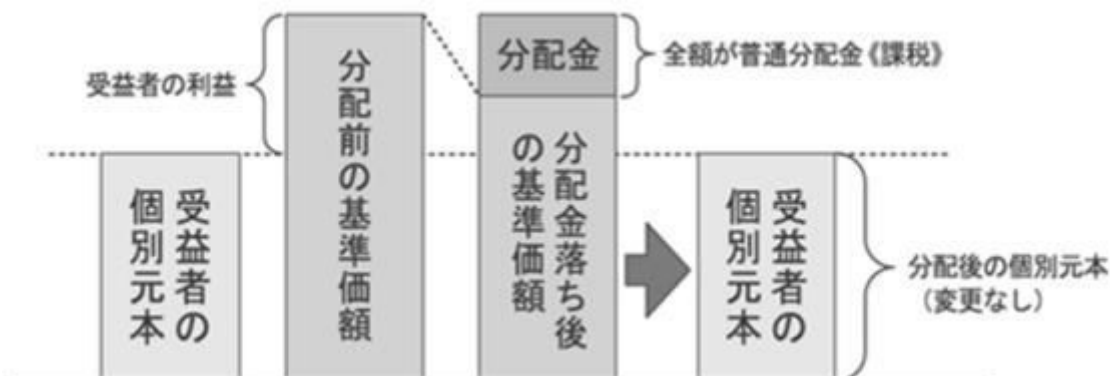 受益者の利益
受益者の
個別元本
分配前の基準価額
分配金
全額が普通分配金《課税》
分配金落ち後
の基準価額
受益者の
個別元本
分配後の個別元本
(変更なし)